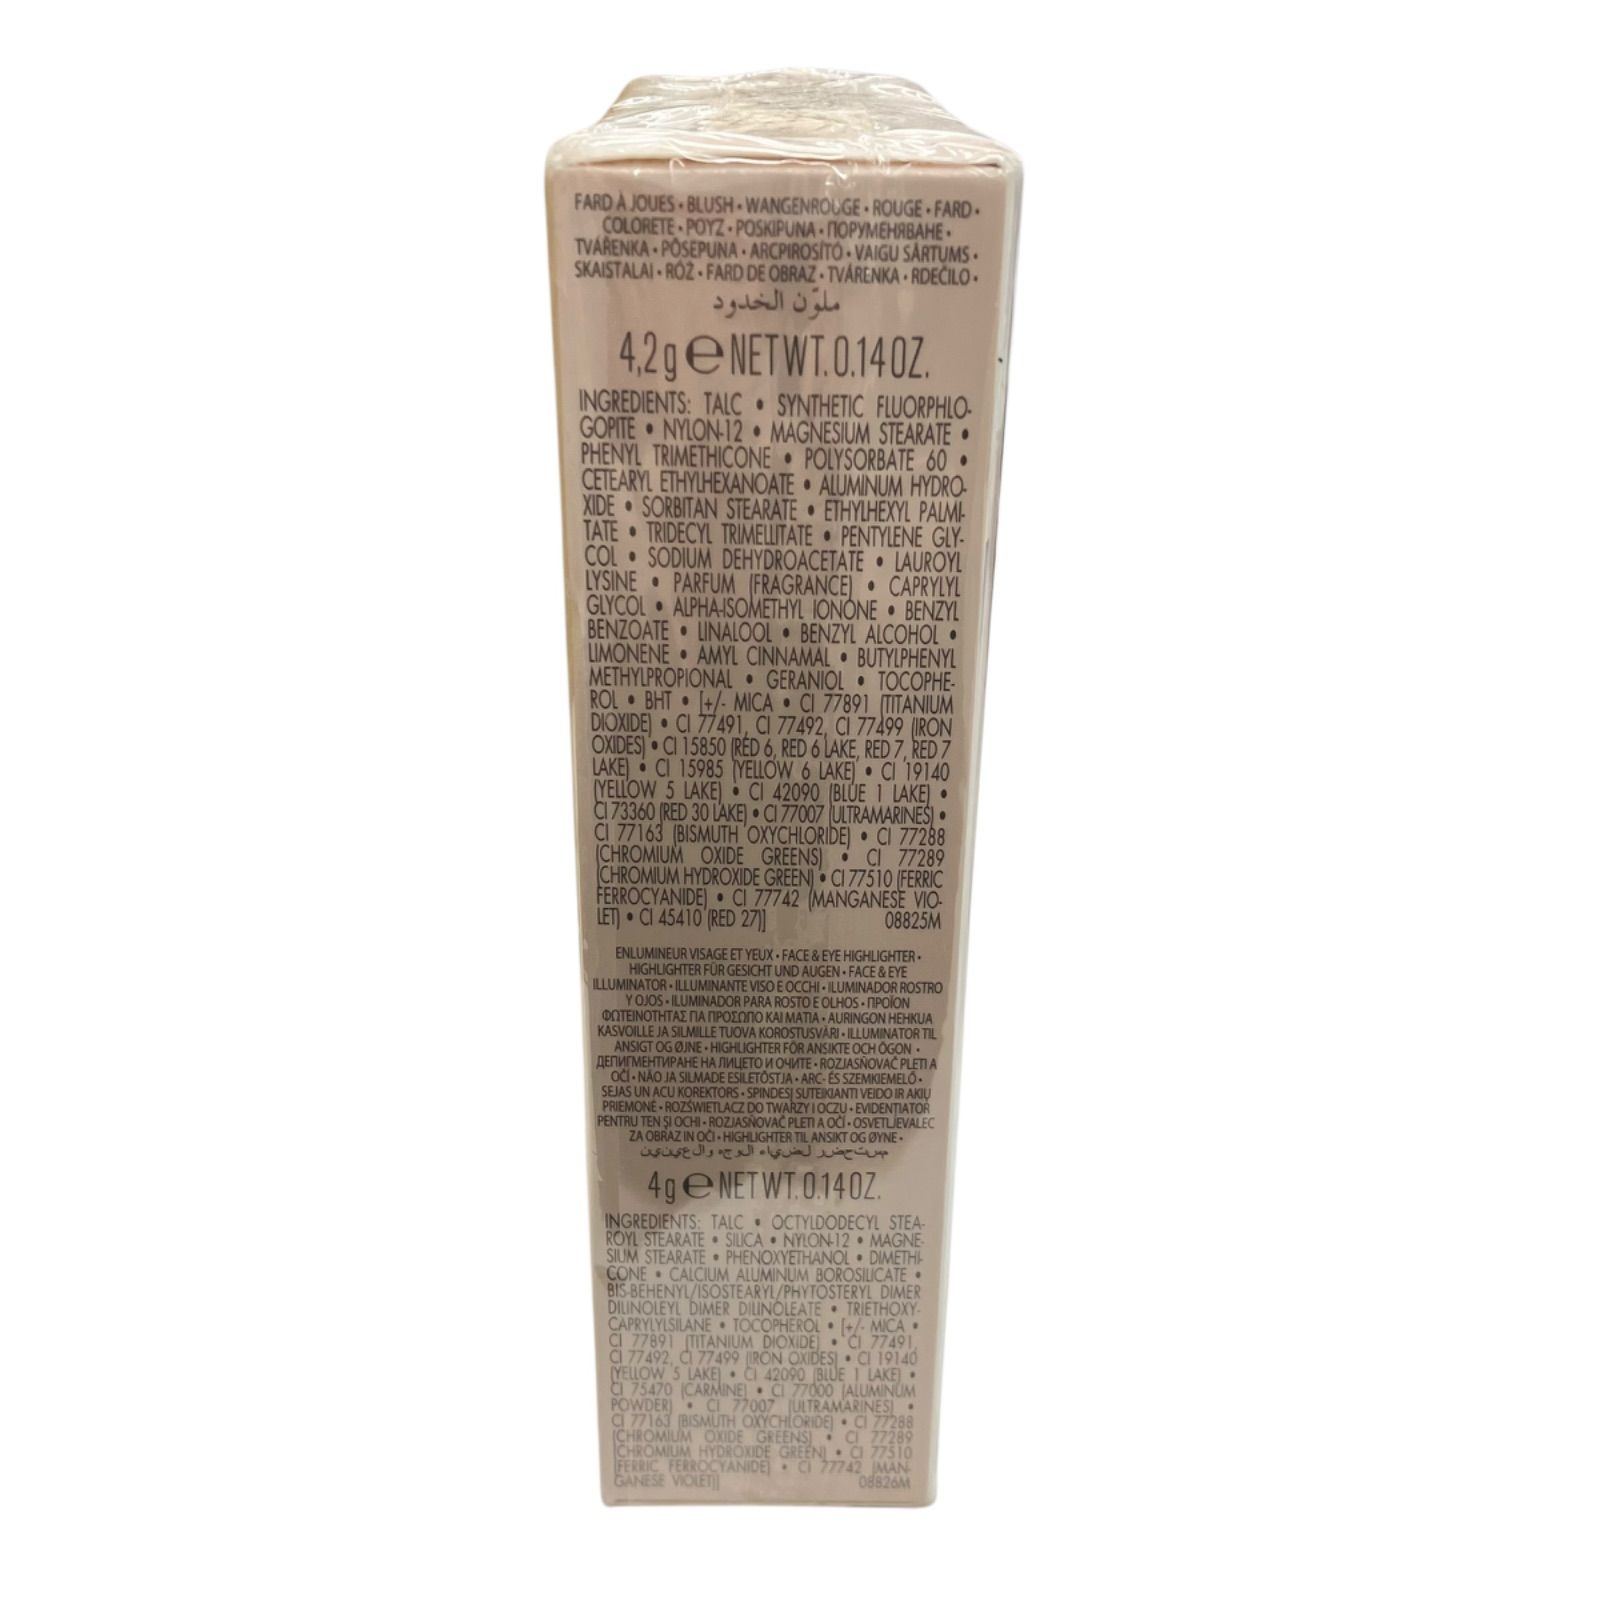 FARD À JOUES • BLUSH • WANGENROUGE • ROUGE • FARD •
COLORETE • ΡΟΥΖ • POSKIPUNA • ПОРУМЕНЯВАНЕ •
TVÁŘENKA • PÕSEPUNA • ARCPIROSÍTÓ • VAIGU SĀRTUMS •
SKAISTALAI • RÓŻ • FARD DE OBRAZ • TVÁRENKA • RDEČILO •
ملوّن الخدود
4,2 g ℮ NET WT. 0.14 OZ.
INGREDIENTS: TALC • SYNTHETIC FLUORPHLO-
GOPITE • NYLON-12 • MAGNESIUM STEARATE •
PHENYL TRIMETHICONE • POLYSORBATE 60 •
CETEARYL ETHYLHEXANOATE • ALUMINUM HYDRO-
XIDE • SORBITAN STEARATE • ETHYLHEXYL PALMI-
TATE • TRIDECYL TRIMELLITATE • PENTYLENE GLY-
COL • SODIUM DEHYDROACETATE • LAUROYL
LYSINE • PARFUM (FRAGRANCE) • CAPRYLYL
GLYCOL • ALPHA-ISOMETHYL IONONE • BENZYL
BENZOATE • LINALOOL • BENZYL ALCOHOL •
LIMONENE • AMYL CINNAMAL • BUTYLPHENYL
METHYLPROPIONAL • GERANIOL • TOCOPHE-
ROL • BHT • [+/- MICA • CI 77891 (TITANIUM
DIOXIDE) • CI 77491, CI 77492, CI 77499 (IRON
OXIDES) • CI 15850 (RED 6, RED 6 LAKE, RED 7, RED 7
LAKE) • CI 15985 (YELLOW 6 LAKE) • CI 19140
(YELLOW 5 LAKE) • CI 42090 (BLUE 1 LAKE) •
CI 73360 (RED 30 LAKE) • CI 77007 (ULTRAMARINES) •
CI 77163 (BISMUTH OXYCHLORIDE) • CI 77288
(CHROMIUM OXIDE GREENS) • CI 77289
(CHROMIUM HYDROXIDE GREEN) • CI 77510 (FERRIC
FERROCYANIDE) • CI 77742 (MANGANESE VIO-
LET) • CI 45410 (RED 27)] 08825M
ENLUMINEUR VISAGE ET YEUX • FACE & EYE HIGHLIGHTER •
HIGHLIGHTER FÜR GESICHT UND AUGEN • FACE & EYE
ILLUMINATOR • ILLUMINANTE VISO E OCCHI • ILUMINADOR ROSTRO
Y OJOS • ILUMINADOR PARA ROSTO E OLHOS • ΠΡΟΪΟΝ
ΦΩΤΕΙΝΟΤΗΤΑΣ ΓΙΑ ΠΡΟΣΩΠΟ ΚΑΙ ΜΑΤΙΑ • AURINGON HEHKUA
KASVOILLE JA SILMILLE TUOVA KOROSTUSVÄRI • ILLUMINATOR TIL
ANSIGT OG ØJNE • HIGHLIGHTER FÖR ANSIKTE OCH ÖGON •
ДЕПИГМЕНТИРАНЕ НА ЛИЦЕТО И ОЧИТЕ • ROZJASŇOVAČ PLETI A
OČÍ • NÄO JA SILMADE ESILETÕSTJA • ARC- ÉS SZEMKIEMELŐ •
SEJAS UN ACU KOREKTORS • SPINDESĮ SUTEIKIANTI VEIDO IR AKIŲ
PRIEMONĖ • ROZŚWIETLACZ DO TWARZY I OCZU • EVIDENȚIATOR
PENTRU TEN ȘI OCHI • ROZJASŇOVAČ PLETI A OČÍ • OSVETLJEVALEC
ZA OBRAZ IN OČI • HIGHLIGHTER TIL ANSIKT OG ØYNE •
مستحضر لضياء الوجه والعينين
4 g ℮ NET WT. 0.14 OZ.
INGREDIENTS: TALC • OCTYLDODECYL STEA-
ROYL STEARATE • SILICA • NYLON-12 • MAGNE-
SIUM STEARATE • PHENOXYETHANOL • DIMETHI-
CONE • CALCIUM ALUMINUM BOROSILICATE •
BIS-BEHENYL/ISOSTEARYL/PHYTOSTERYL DIMER
DILINOLEYL DIMER DILINOLEATE • TRIETHOXY-
CAPRYLYLSILANE • TOCOPHEROL • [+/- MICA •
CI 77891 (TITANIUM DIOXIDE) • CI 77491,
CI 77492, CI 77499 (IRON OXIDES) • CI 19140
(YELLOW 5 LAKE) • CI 42090 (BLUE 1 LAKE) •
CI 75470 (CARMINE) • CI 77000 (ALUMINUM
POWDER) • CI 77007 (ULTRAMARINES) •
CI 77163 (BISMUTH OXYCHLORIDE) • CI 77288
(CHROMIUM OXIDE GREENS) • CI 77289
(CHROMIUM HYDROXIDE GREEN) • CI 77510
(FERRIC FERROCYANIDE) • CI 77742 (MAN-
GANESE VIOLET)] 08826M